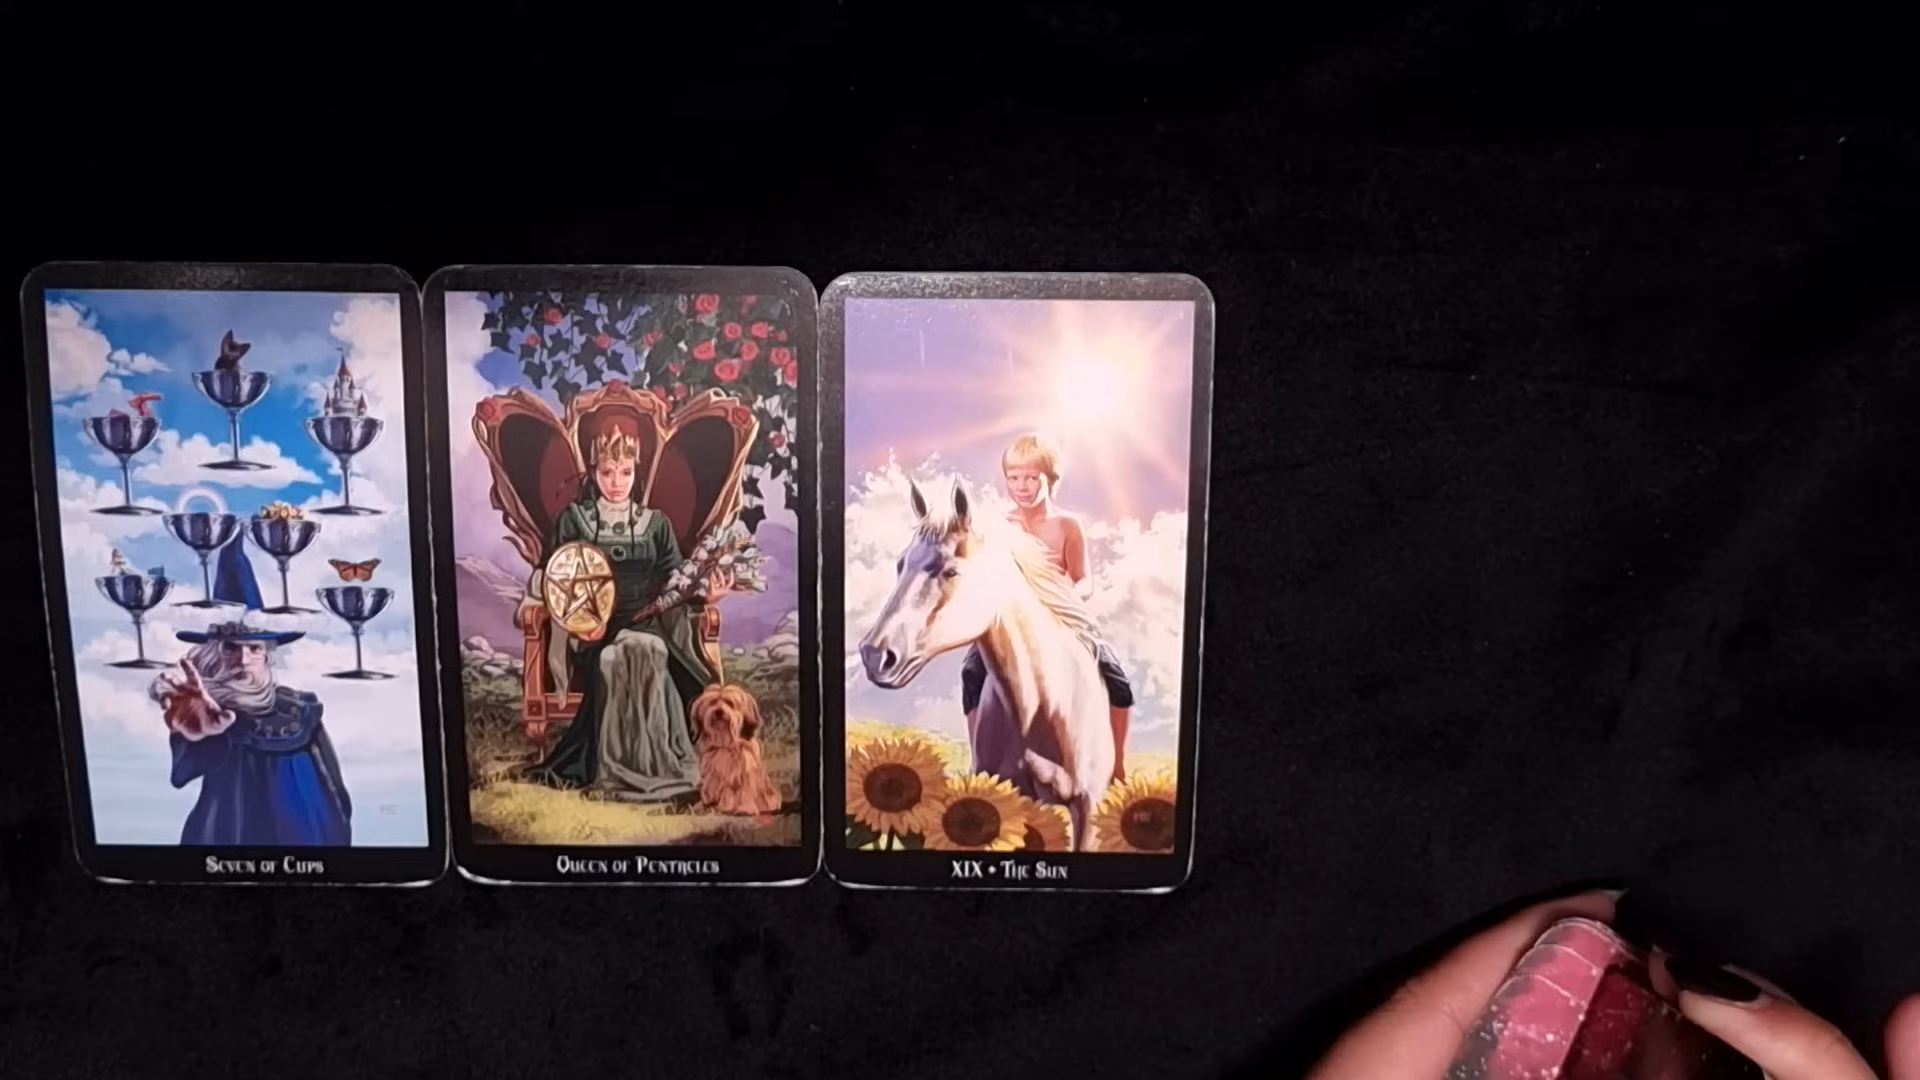 Seven of Cups
Queen of Pentacles
XIX • The Sun